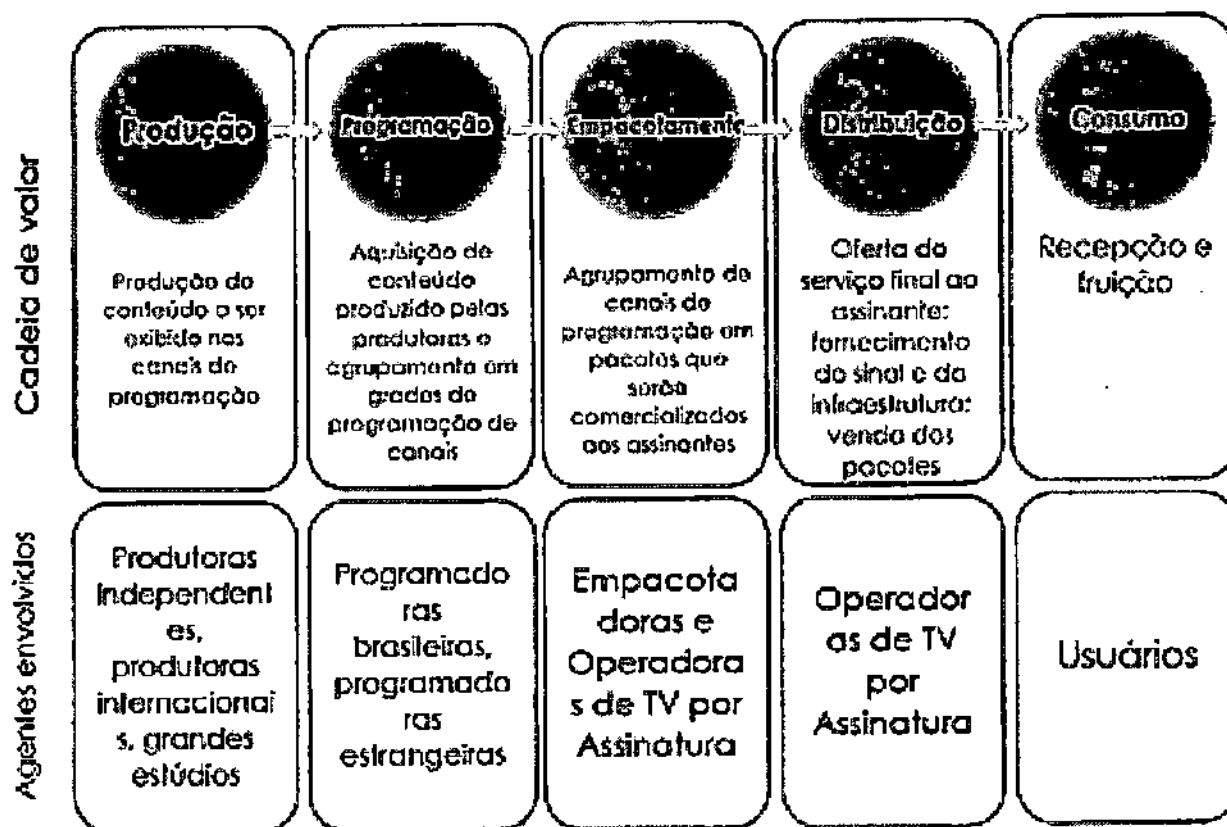 Cadeia de valor
Produção
Produção do
conteúdo a ser
exibido nos
canais de
programação
Programação
Aquisição de
conteúdo
produzido pelas
produtoras e
agrupamento em
grades de
programação de
canais
Empacotamento
Agrupamento de
canais de
programação em
pacotes que
serão
comercializados
aos assinantes
Distribuição
Oferta do
serviço final ao
assinante:
fornecimento
do sinal e da
infraestrutura:
venda dos
pacotes
Consumo
Recepção e
fruição
Agentes envolvidos
Produtoras
Independent
es,
produtoras
internacionai
s, grandes
estúdios
Programado
ras
brasileiras,
programado
ras
estrangeiras
Empacota
doras e
Operadora
s de TV por
Assinatura
Operador
as de TV
por
Assinatura
Usuários